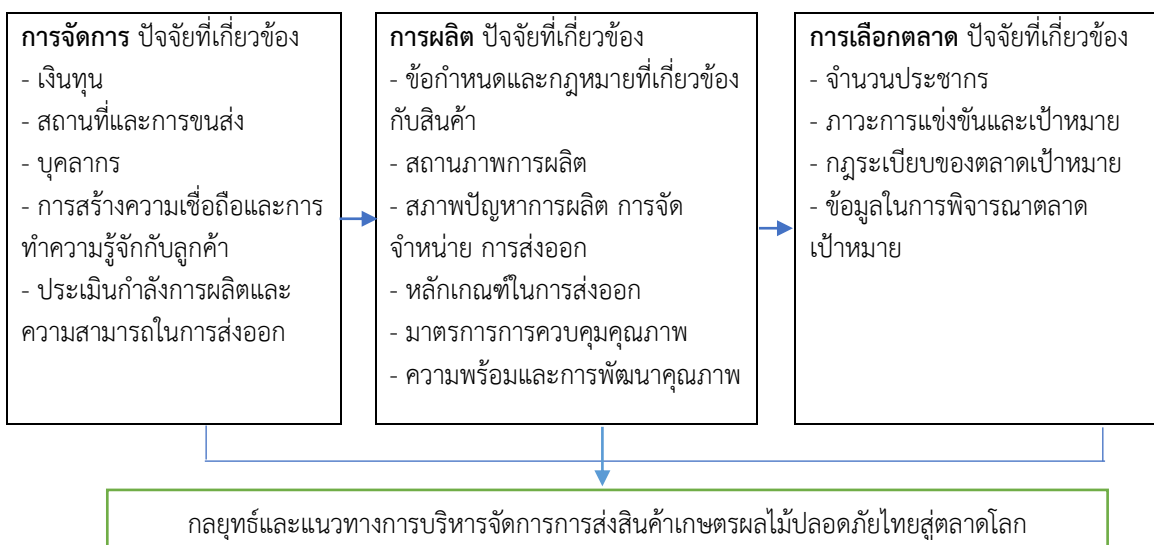 การจัดการ ปัจจัยที่เกี่ยวข้อง
- เงินทุน
- สถานที่และการขนส่ง
- บุคลากร
- การสร้างความเชื่อถือและการ
ทำความรู้จักกับลูกค้า
- ประเมินกำลังการผลิตและ
ความสามารถในการส่งออก
การผลิต ปัจจัยที่เกี่ยวข้อง
- ข้อกำหนดและกฎหมายที่เกี่ยวข้อง
กับสินค้า
- สถานภาพการผลิต
- สภาพปัญหาการผลิต การจัด
จำหน่าย การส่งออก
- หลักเกณฑ์ในการส่งออก
- มาตรการการควบคุมคุณภาพ
- ความพร้อมและการพัฒนาคุณภาพ
การเลือกตลาด ปัจจัยที่เกี่ยวข้อง
- จำนวนประชากร
- ภาวะการแข่งขันและเป้าหมาย
- กฎระเบียบของตลาดเป้าหมาย
- ข้อมูลในการพิจารณาตลาด
เป้าหมาย
กลยุทธ์และแนวทางการบริหารจัดการการส่งสินค้าเกษตรผลไม้ปลอดภัยไทยสู่ตลาดโลก